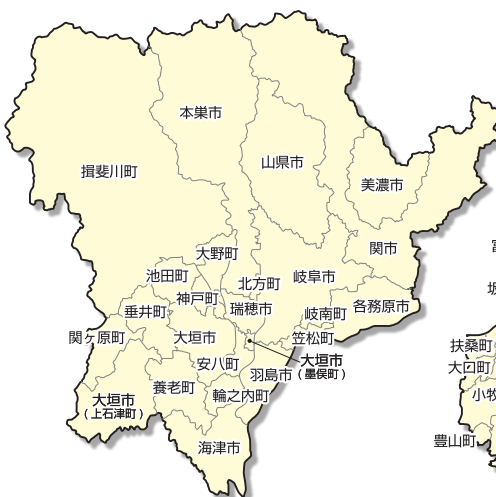 本巣市
山県市
揖斐川町
美濃市
関市
大野町
池田町
北方町
岐阜市
神戸町
各務原市
垂井町
瑞穂市
岐南町
関ヶ原町
大垣市
笠松町
扶桑町
大垣市
(墨俣町)
安八町
羽島市
大口町
養老町
輪之内町
大垣市
(上石津町)
小牧
豊山町
海津市